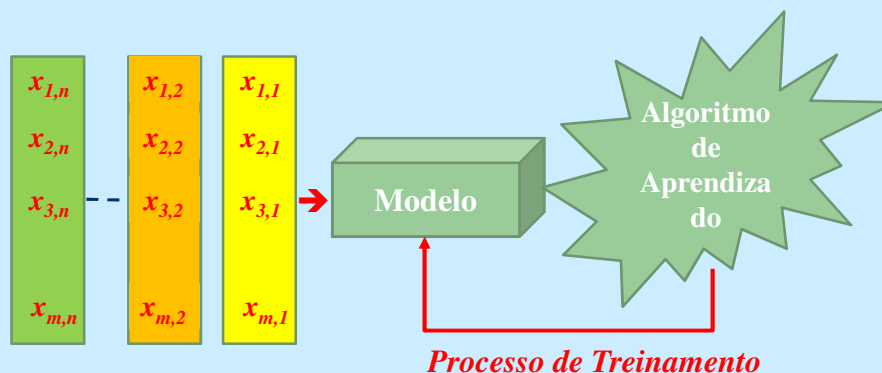 x1,n x1,2 x1,1
x2,n x2,2 x2,1
x3,n x3,2 x3,1
xm,n xm,2 xm,1
Modelo
Algoritmo
de
Aprendiza
do
Processo de Treinamento